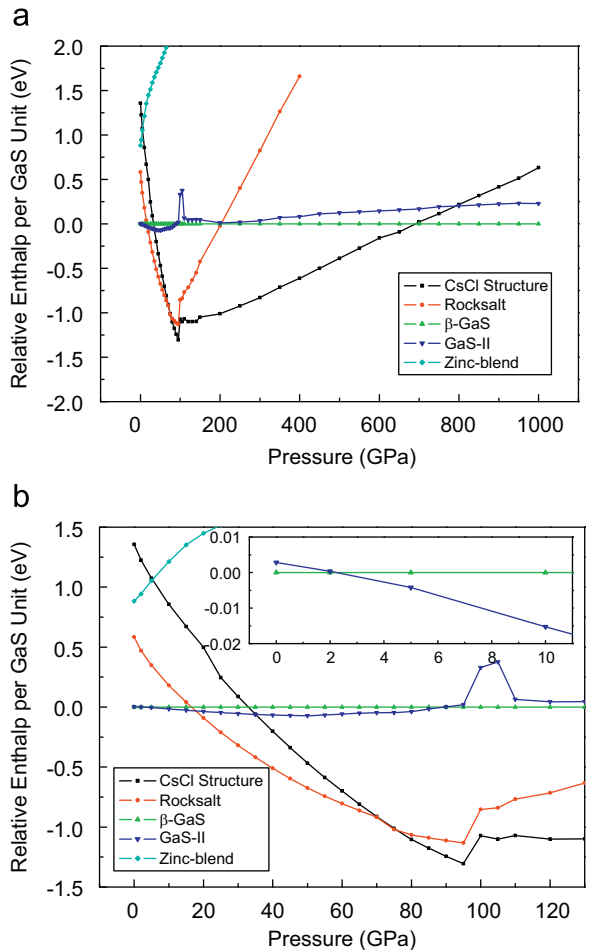 a
Relative Enthalp per GaS Unit (eV)
2.0
1.5
1.0
0.5
0.0
-0.5
-1.0
-1.5
-2.0
CsCl Structure
Rocksalt
β-GaS
GaS-II
Zinc-blend
0 200 400 600 800 1000
Pressure (GPa)
b
Relative Enthalp per GaS Unit (eV)
1.5
1.0
0.5
0.0
-0.5
-1.0
-1.5
0.01
0.00
-0.01
-0.02
0 2 4 6 8 10
CsCl Structure
Rocksalt
β-GaS
GaS-II
Zinc-blend
0 20 40 60 80 100 120
Pressure (GPa)